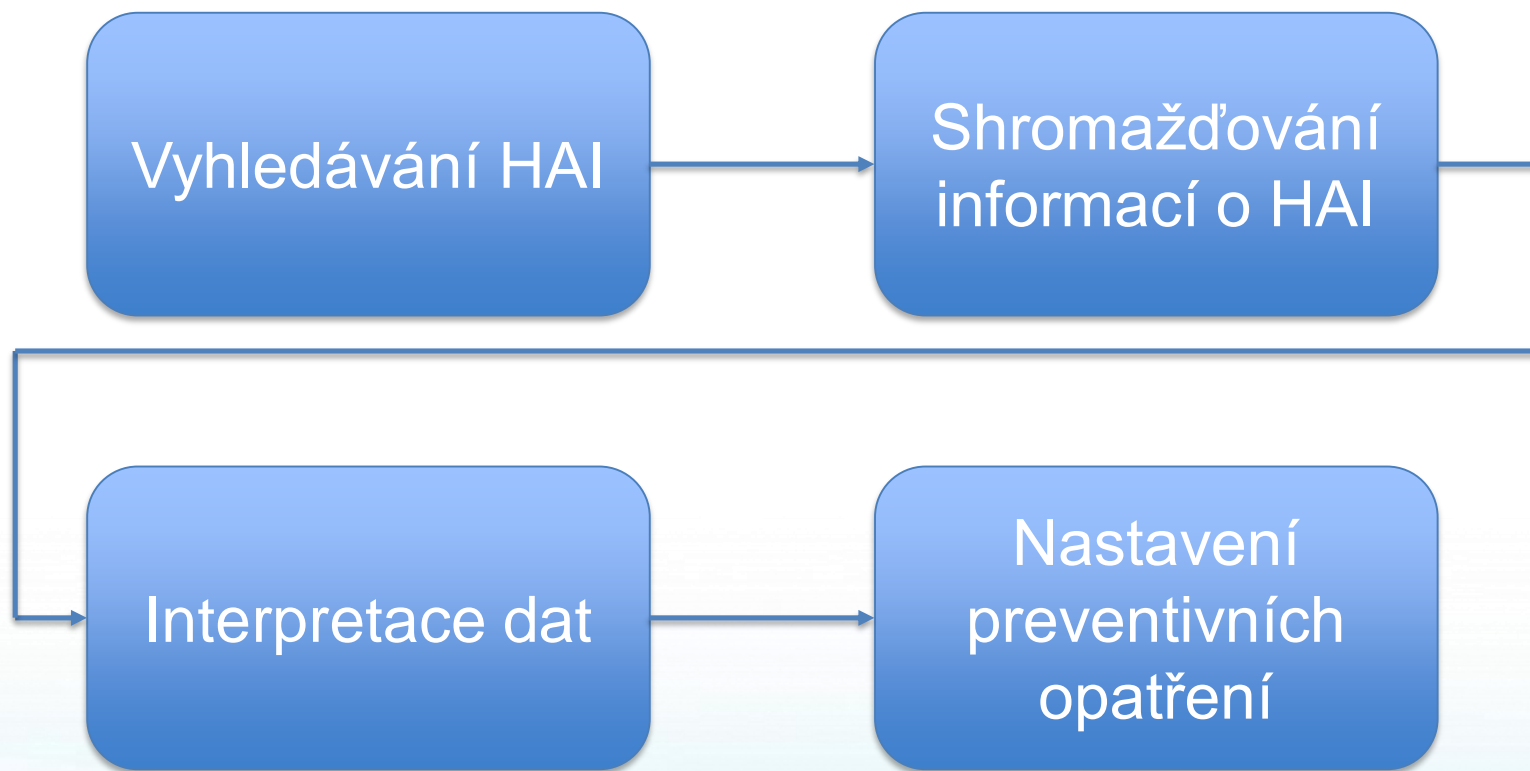 Vyhledávání HAI
Shromažďování
informací o HAI
Interpretace dat
Nastavení
preventivních
opatření